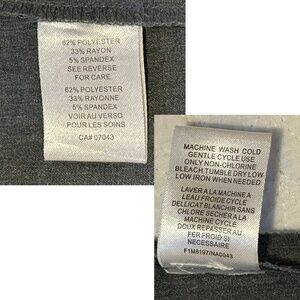 62% POLYESTER
33% RAYON
5% SPANDEX
SEE REVERSE
FOR CARE
62% POLYESTER
33% RAYONNE
5% SPANDEX
VOIR AU VERSO
POUR LES SOINS
CA# 07043
MACHINE WASH COLD
GENTLE CYCLE USE
ONLY NON-CHLORINE
BLEACH TUMBLE DRY LOW
LOW IRON WHEN NEEDED
LAVER A LA MACHINE A
LEAU FROIDE CYCLE
DELLICAT BLANCHIR SANS
CHLORE SECHER A LA
MACHINE CYCLE
DOUX REPASSER AU
FER FROID SI
NECESSAIRE
F1M8197/NA0043